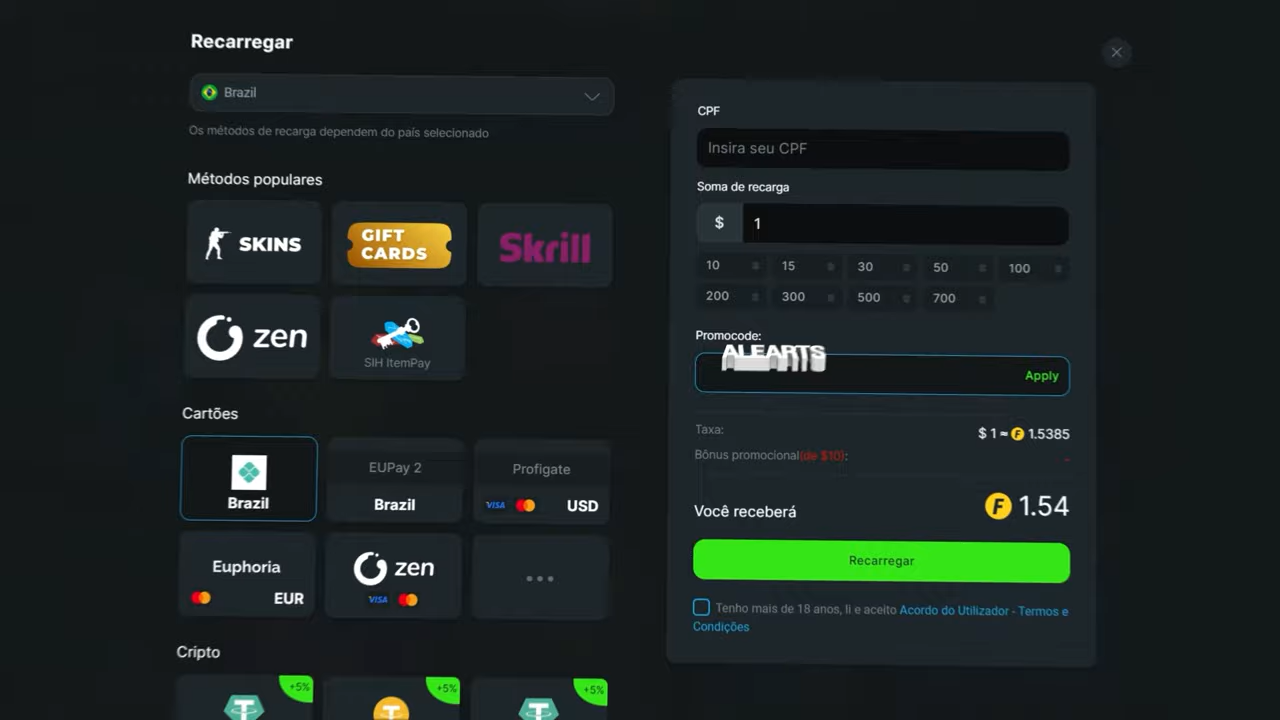 Recarregar
Brazil
Os métodos de recarga dependem do país selecionado
Métodos populares
SKINS
GIFT CARDS
Skrill
zen
SIH ItemPay
Cartões
Brazil
EUPay 2
Brazil
Profigate
VISA
USD
Euphoria
EUR
zen
VISA
Cripto
+5%
+5%
+5%
CPF
Insira seu CPF
Soma de recarga
$ 1
10 15 30 50 100
200 300 500 700
Promocode:
ALEARTS
Apply
Taxa: $ 1 ≈ F 1.5385
Bônus promocional(de $10): -
Você receberá F 1.54
Recarregar
Tenho mais de 18 anos, li e aceito Acordo do Utilizador - Termos e
Condições